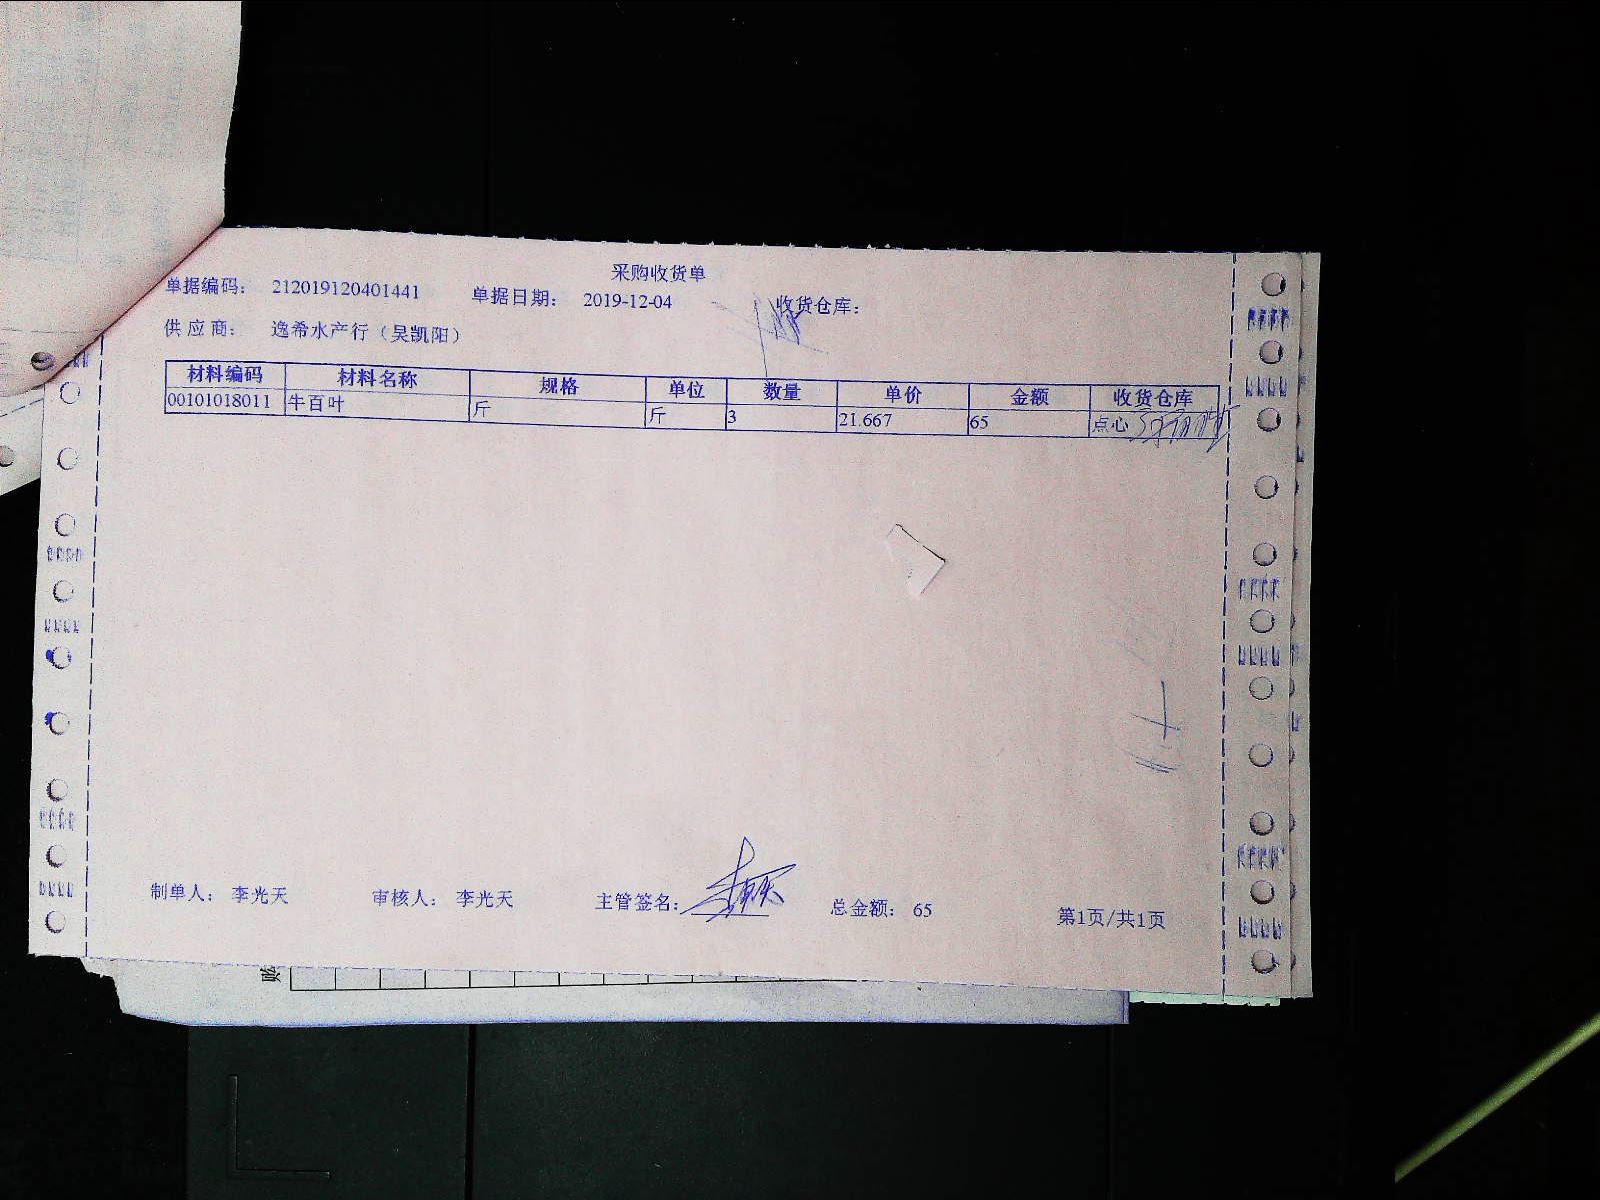 采购收货单
单据编码： 212019120401441 单据日期： 2019-12-04 收货仓库：
供应商： 逸希水产行（吴凯阳）
材料编码 材料名称 规格 单位 数量 单价 金额 收货仓库
00101018011 牛百叶 斤 斤 3 21.667 65 点心
制单人： 李光天 审核人： 李光天 主管签名： 总金额： 65 第1页/共1页